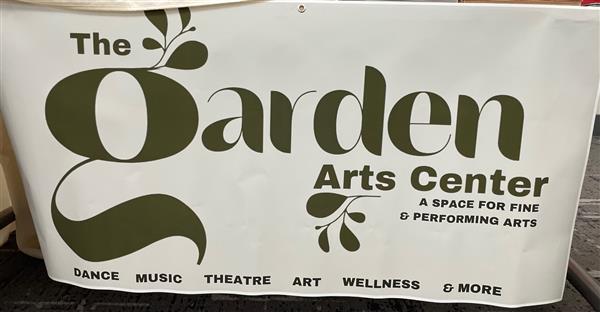 The
garden
Arts Center
A SPACE FOR FINE
& PERFORMING ARTS
DANCE MUSIC THEATRE ART WELLNESS & MORE